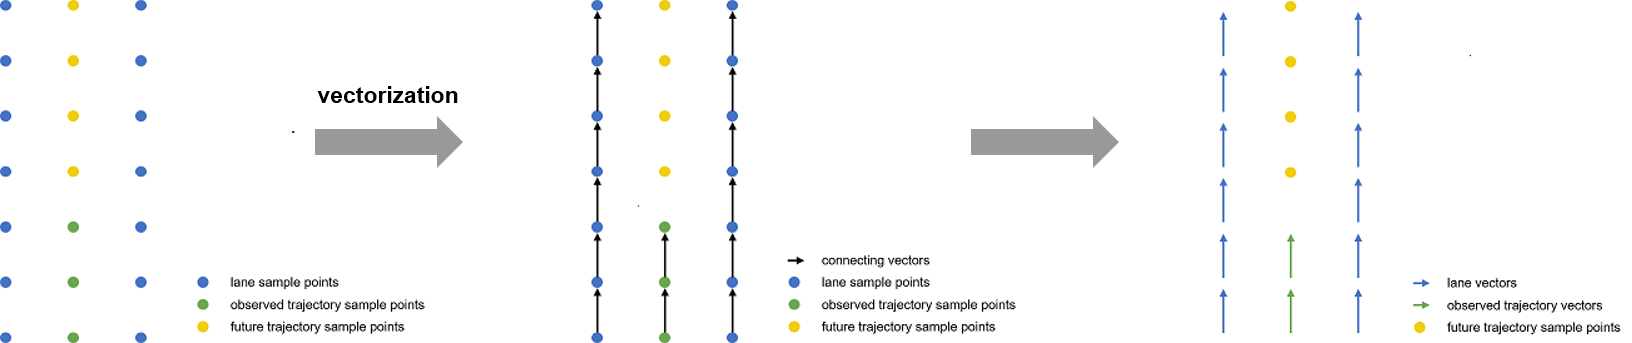 vectorization
lane sample points
observed trajectory sample points
future trajectory sample points
connecting vectors
lane sample points
observed trajectory sample points
future trajectory sample points
lane vectors
observed trajectory vectors
future trajectory sample points